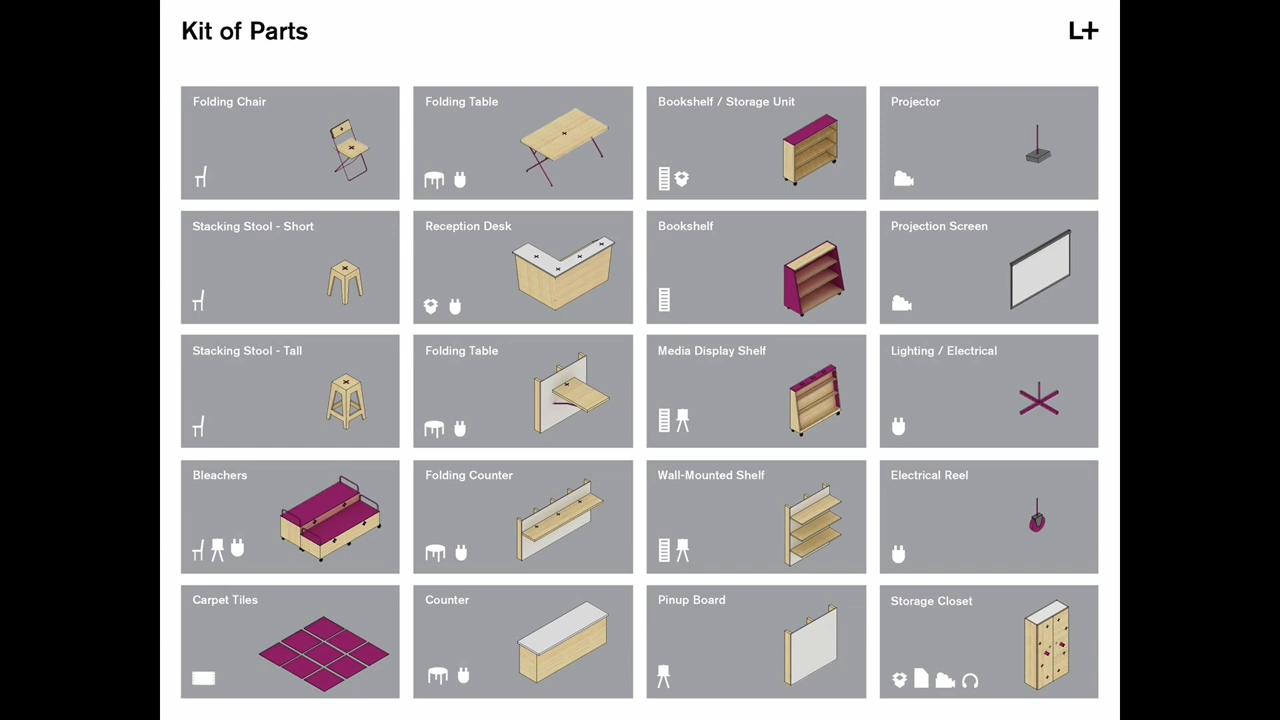 Kit of Parts
L+
Folding Chair
Folding Table
Bookshelf / Storage Unit
Projector
Stacking Stool - Short
Reception Desk
Bookshelf
Projection Screen
Stacking Stool - Tall
Folding Table
Media Display Shelf
Lighting / Electrical
Bleachers
Folding Counter
Wall-Mounted Shelf
Electrical Reel
Carpet Tiles
Counter
Pinup Board
Storage Closet